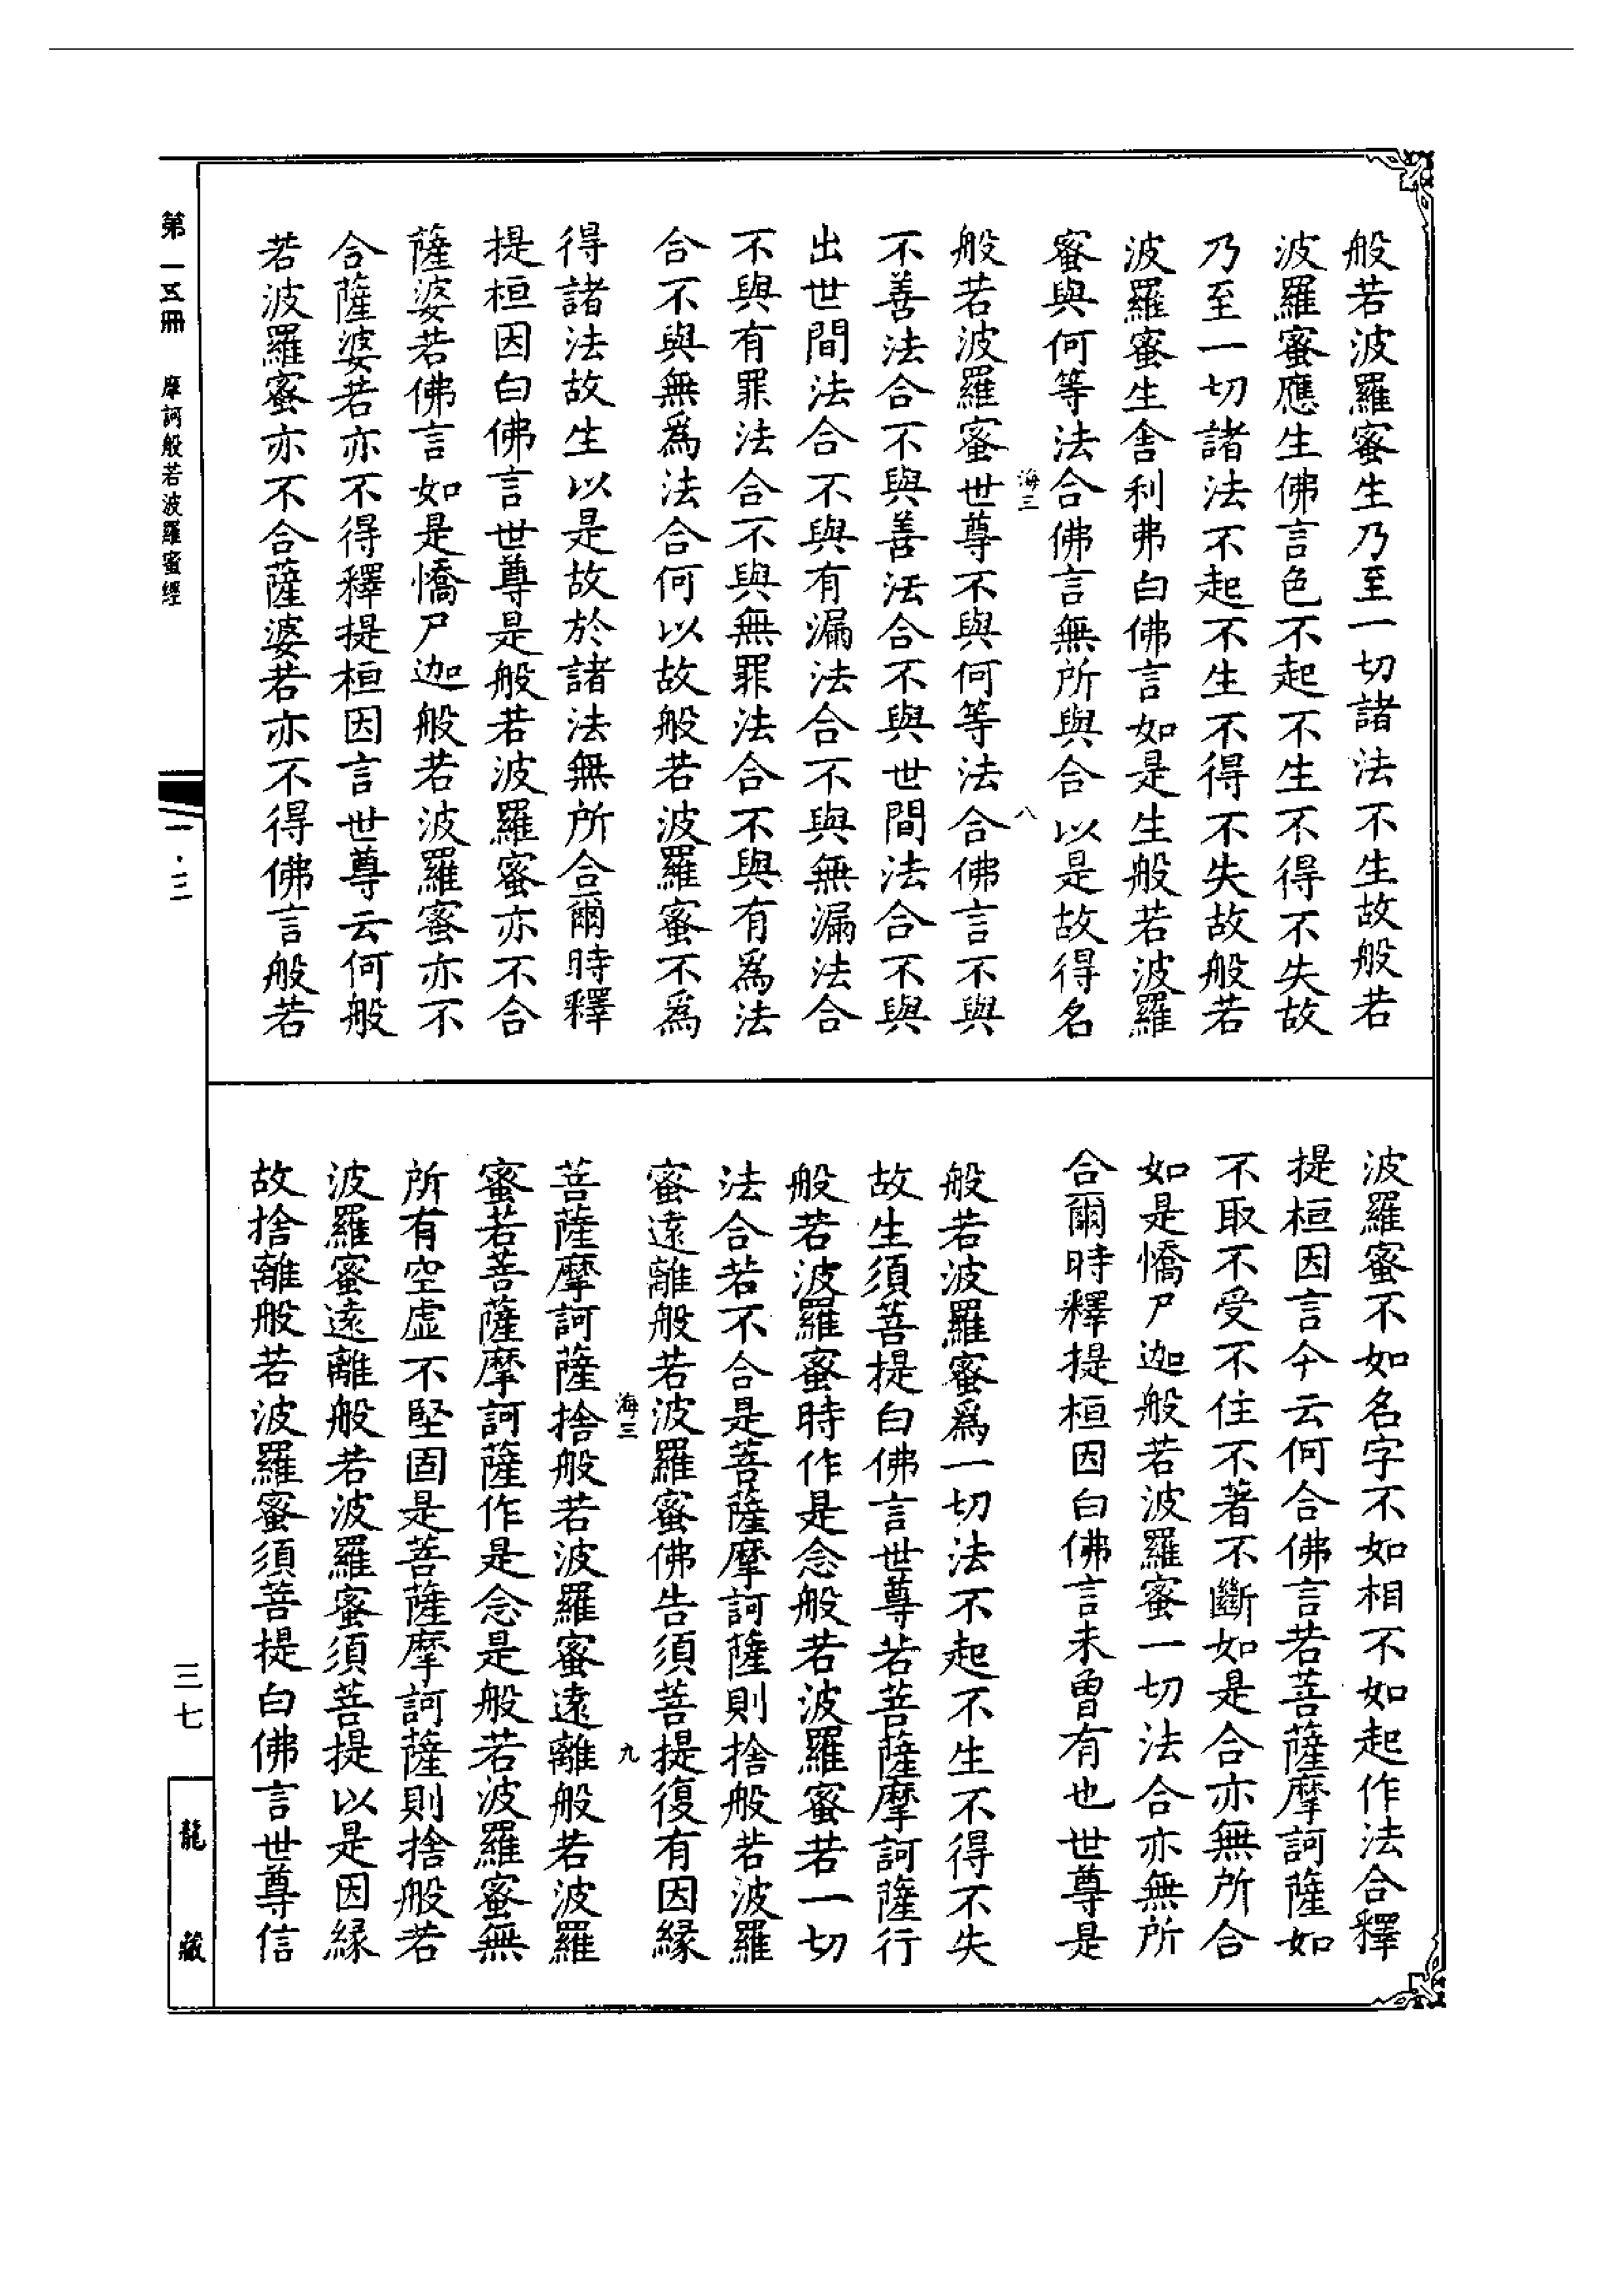 般若波羅蜜生乃至一切諸法不生故般若
波羅蜜應生佛言色不起不生不得不失故
乃至一切諸法不起不生不得不失故般若
波羅蜜生舍利弗白佛言如是生般若波羅
蜜與何等法合佛言無所與合以是故得名
海三
八
般若波羅蜜世尊不與何等法合佛言不與
不善法合不與善法合不與世間法合不與
出世間法合不與有漏法合不與無漏法合
不與有罪法合不與無罪法合不與有爲法
合不與無爲法合何以故般若波羅蜜不爲
得諸法故生以是故於諸法無所合爾時釋
提桓因白佛言世尊是般若波羅蜜亦不合
薩婆若佛言如是憍尸迦般若波羅蜜亦不
合薩婆若亦不得釋提桓因言世尊云何般
若波羅蜜亦不合薩婆若亦不得佛言般若
波羅蜜不如名字不如相不如起作法合釋
提桓因言今云何合佛言若菩薩摩訶薩如
不取不受不住不著不斷如是合亦無所合
如是憍尸迦般若波羅蜜一切法合亦無所
合爾時釋提桓因白佛言未曾有也世尊是
般若波羅蜜爲一切法不起不生不得不失
故生須菩提白佛言世尊若菩薩摩訶薩行
般若波羅蜜時作是念般若波羅蜜若一切
法合若不合是菩薩摩訶薩則捨般若波羅
蜜遠離般若波羅蜜佛告須菩提復有因緣
海三
九
菩薩摩訶薩捨般若波羅蜜遠離般若波羅
蜜若菩薩摩訶薩作是念是般若波羅蜜無
所有空虛不堅固是菩薩摩訶薩則捨般若
波羅蜜遠離般若波羅蜜須菩提以是因緣
故捨離般若波羅蜜須菩提白佛言世尊信
第一五冊 摩訶般若波羅蜜經
一·三
三七
龍藏